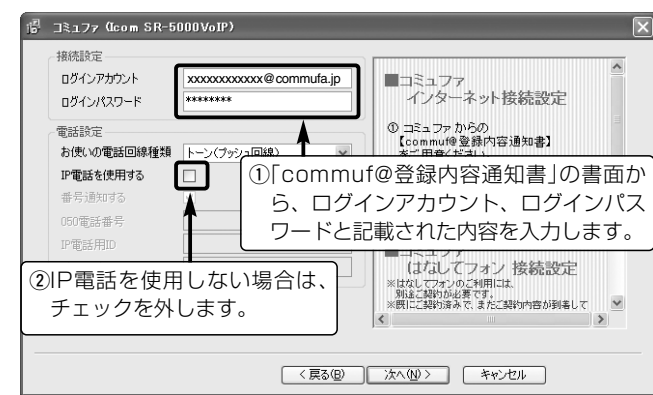 コミュファ (Icom SR-5000VoIP)
接続設定
ログインアカウント
xxxxxxxxxxxx@commufa.jp
ログインパスワード
********
電話設定
お使いの電話回線種類
トーン(プッシュ回線)
IP電話を使用する
番号通知する
050電話番号
IP電話用ID
■コミュファ
インターネット接続設定
① コミュファ からの
【commuf@登録内容通知書】
をご用意ください
①「commuf@登録内容通知書」の書面か
ら、ログインアカウント、ログインパス
ワードと記載された内容を入力します。
②IP電話を使用しない場合は、
チェックを外します。
■コミュファ
はなしてフォン 接続設定
※はなしてフォンのご利用には、
別途ご契約が必要です。
※既にご契約済みで、まだご契約内容が到着して
< 戻る(B)
次へ(N) >
キャンセル